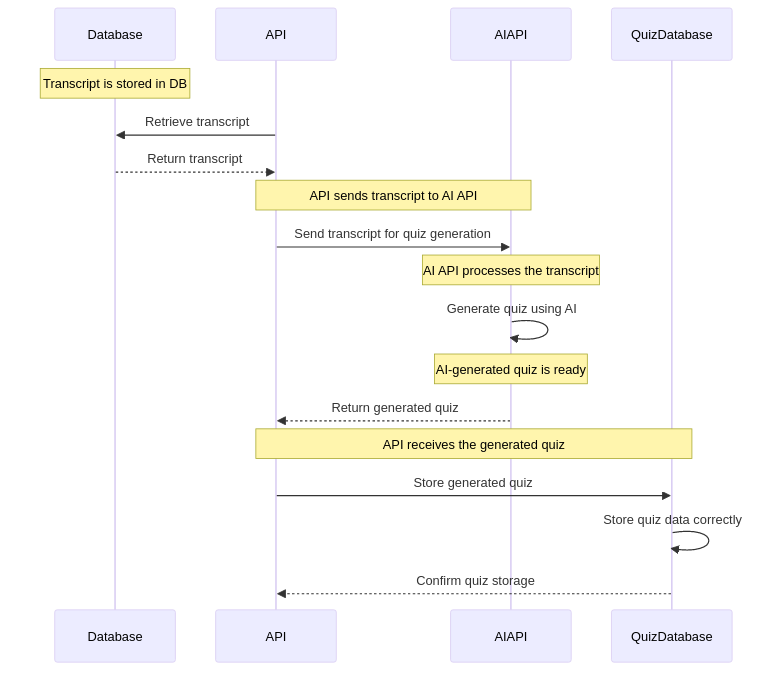 Database
API
AIAPI
QuizDatabase
Transcript is stored in DB
Retrieve transcript
Return transcript
API sends transcript to AI API
Send transcript for quiz generation
AI API processes the transcript
Generate quiz using AI
AI-generated quiz is ready
Return generated quiz
API receives the generated quiz
Store generated quiz
Store quiz data correctly
Confirm quiz storage
Database
API
AIAPI
QuizDatabase